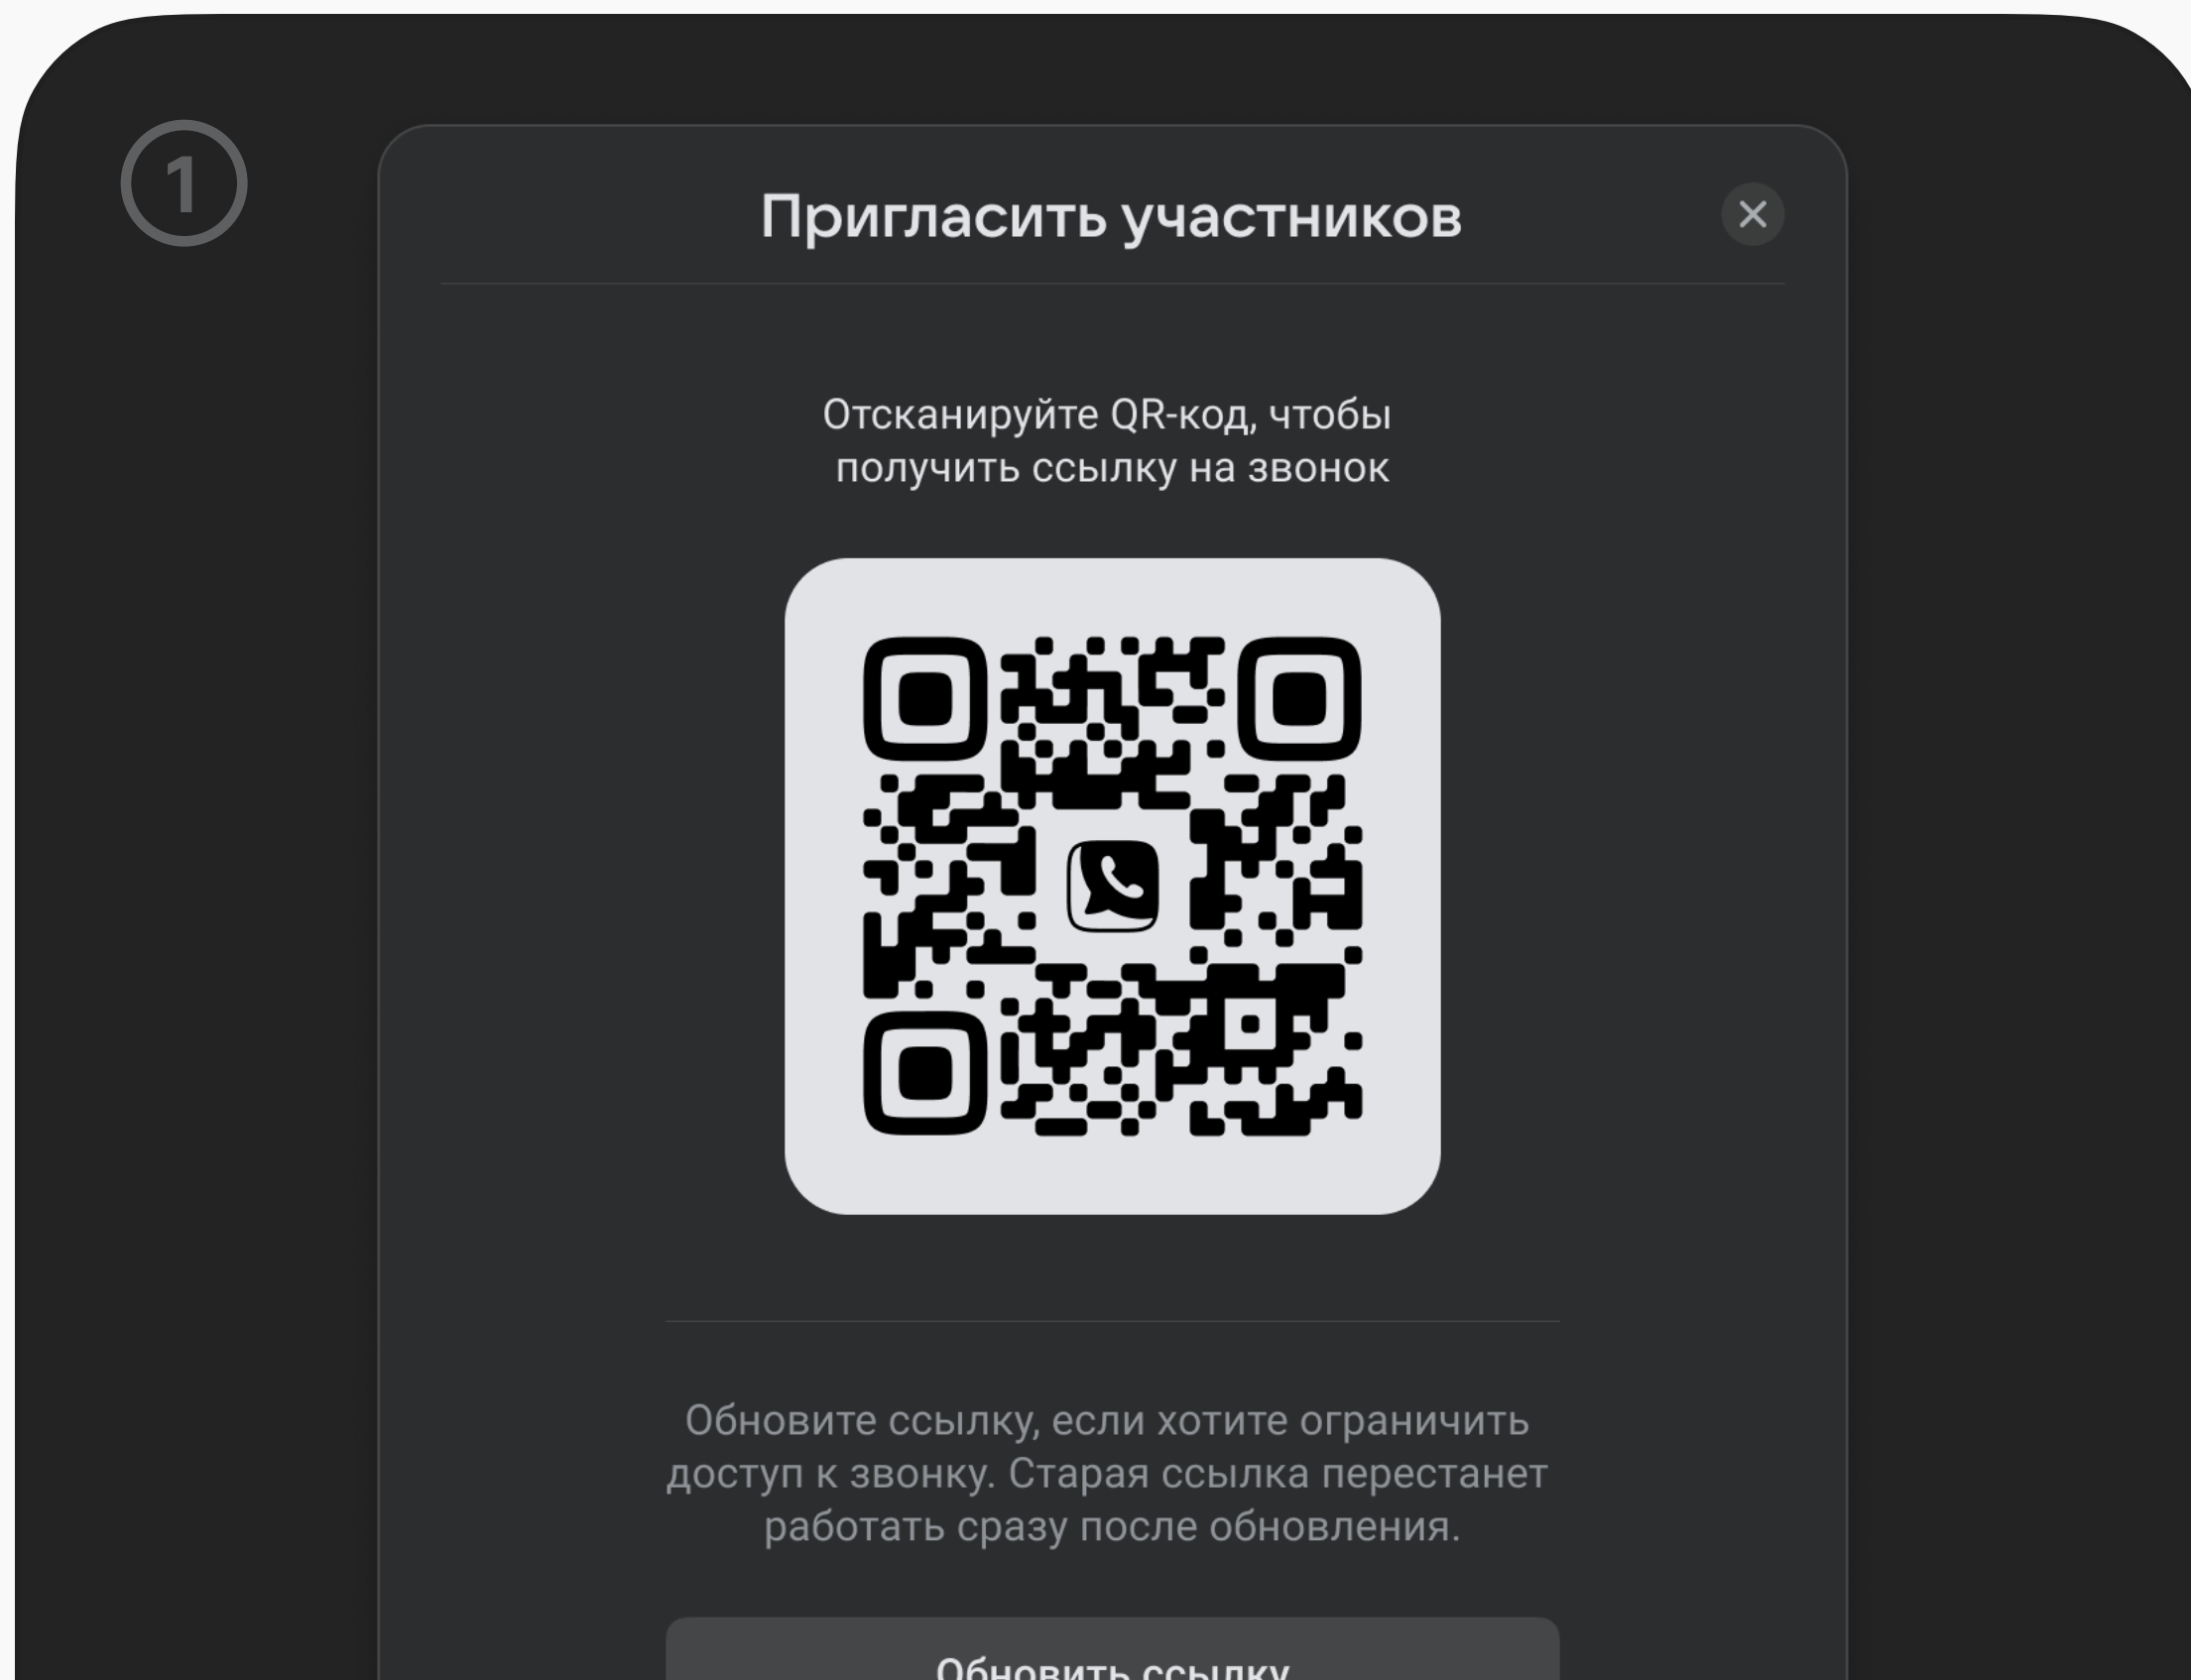 1
Пригласить участников
Отсканируйте QR-код, чтобы
получить ссылку на звонок
Обновите ссылку, если хотите ограничить
доступ к звонку. Старая ссылка перестанет
работать сразу после обновления.
Обновить ссылку